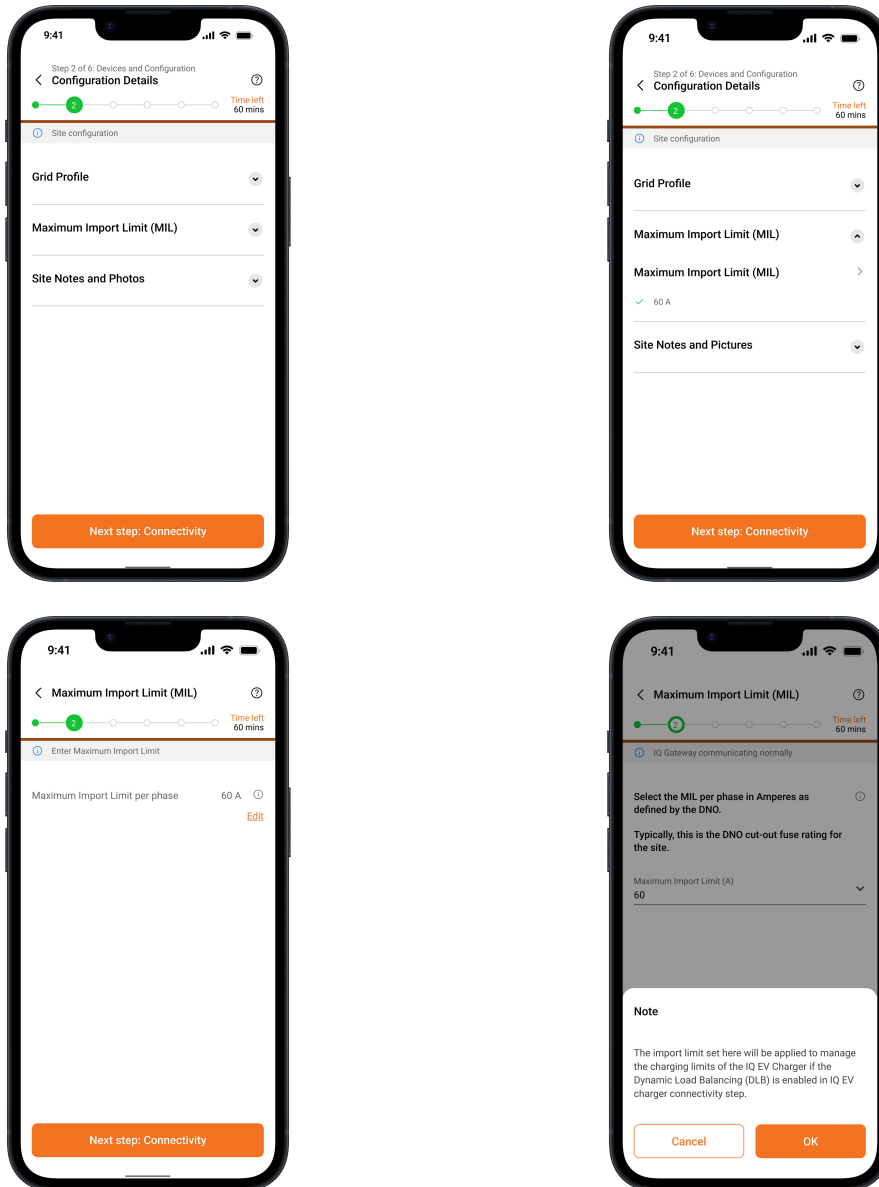 9:41
Step 2 of 6: Devices and Configuration
Configuration Details
2
Time left
60 mins
Site configuration
Grid Profile
Maximum Import Limit (MIL)
Site Notes and Photos
Next step: Connectivity
9:41
Step 2 of 6: Devices and Configuration
Configuration Details
2
Time left
60 mins
Site configuration
Grid Profile
Maximum Import Limit (MIL)
Maximum Import Limit (MIL)
60 A
Site Notes and Pictures
Next step: Connectivity
9:41
Maximum Import Limit (MIL)
2
Time left
60 mins
Enter Maximum Import Limit
Maximum Import Limit per phase 60 A
Edit
Next step: Connectivity
9:41
Maximum Import Limit (MIL)
2
Time left
60 mins
IQ Gateway communicating normally
Select the MIL per phase in Amperes as
defined by the DNO.
Typically, this is the DNO cut-out fuse rating for
the site.
Maximum Import Limit (A)
60
Note
The import limit set here will be applied to manage
the charging limits of the IQ EV Charger if the
Dynamic Load Balancing (DLB) is enabled in IQ EV
charger connectivity step.
Cancel OK